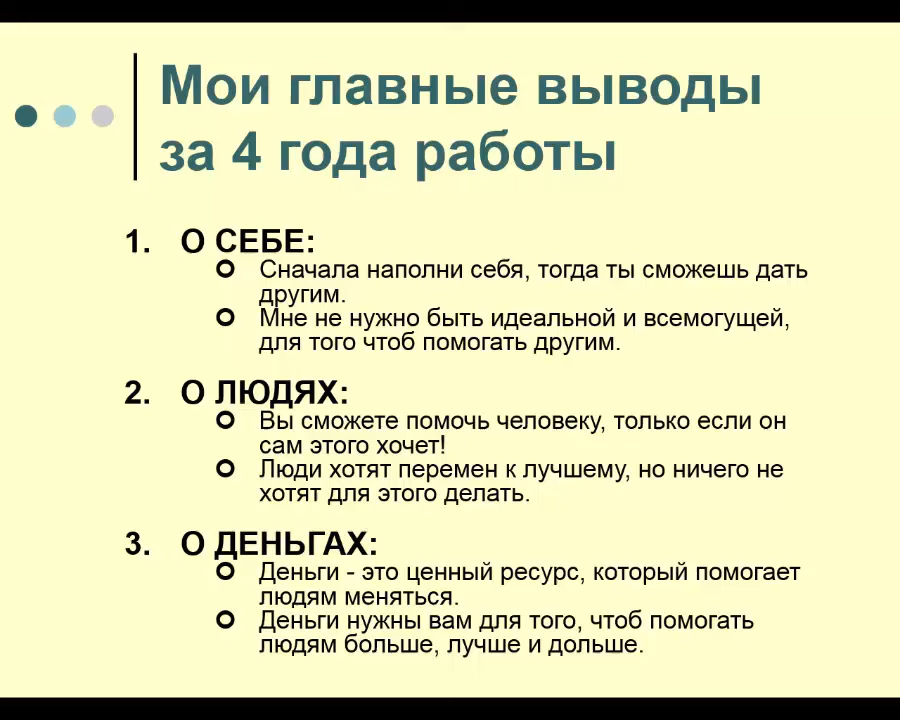 Мои главные выводы
за 4 года работы
1. О СЕБЕ:
Сначала наполни себя, тогда ты сможешь дать
другим.
Мне не нужно быть идеальной и всемогущей,
для того чтоб помогать другим.
2. О ЛЮДЯХ:
Вы сможете помочь человеку, только если он
сам этого хочет!
Люди хотят перемен к лучшему, но ничего не
хотят для этого делать.
3. О ДЕНЬГАХ:
Деньги - это ценный ресурс, который помогает
людям меняться.
Деньги нужны вам для того, чтоб помогать
людям больше, лучше и дольше.